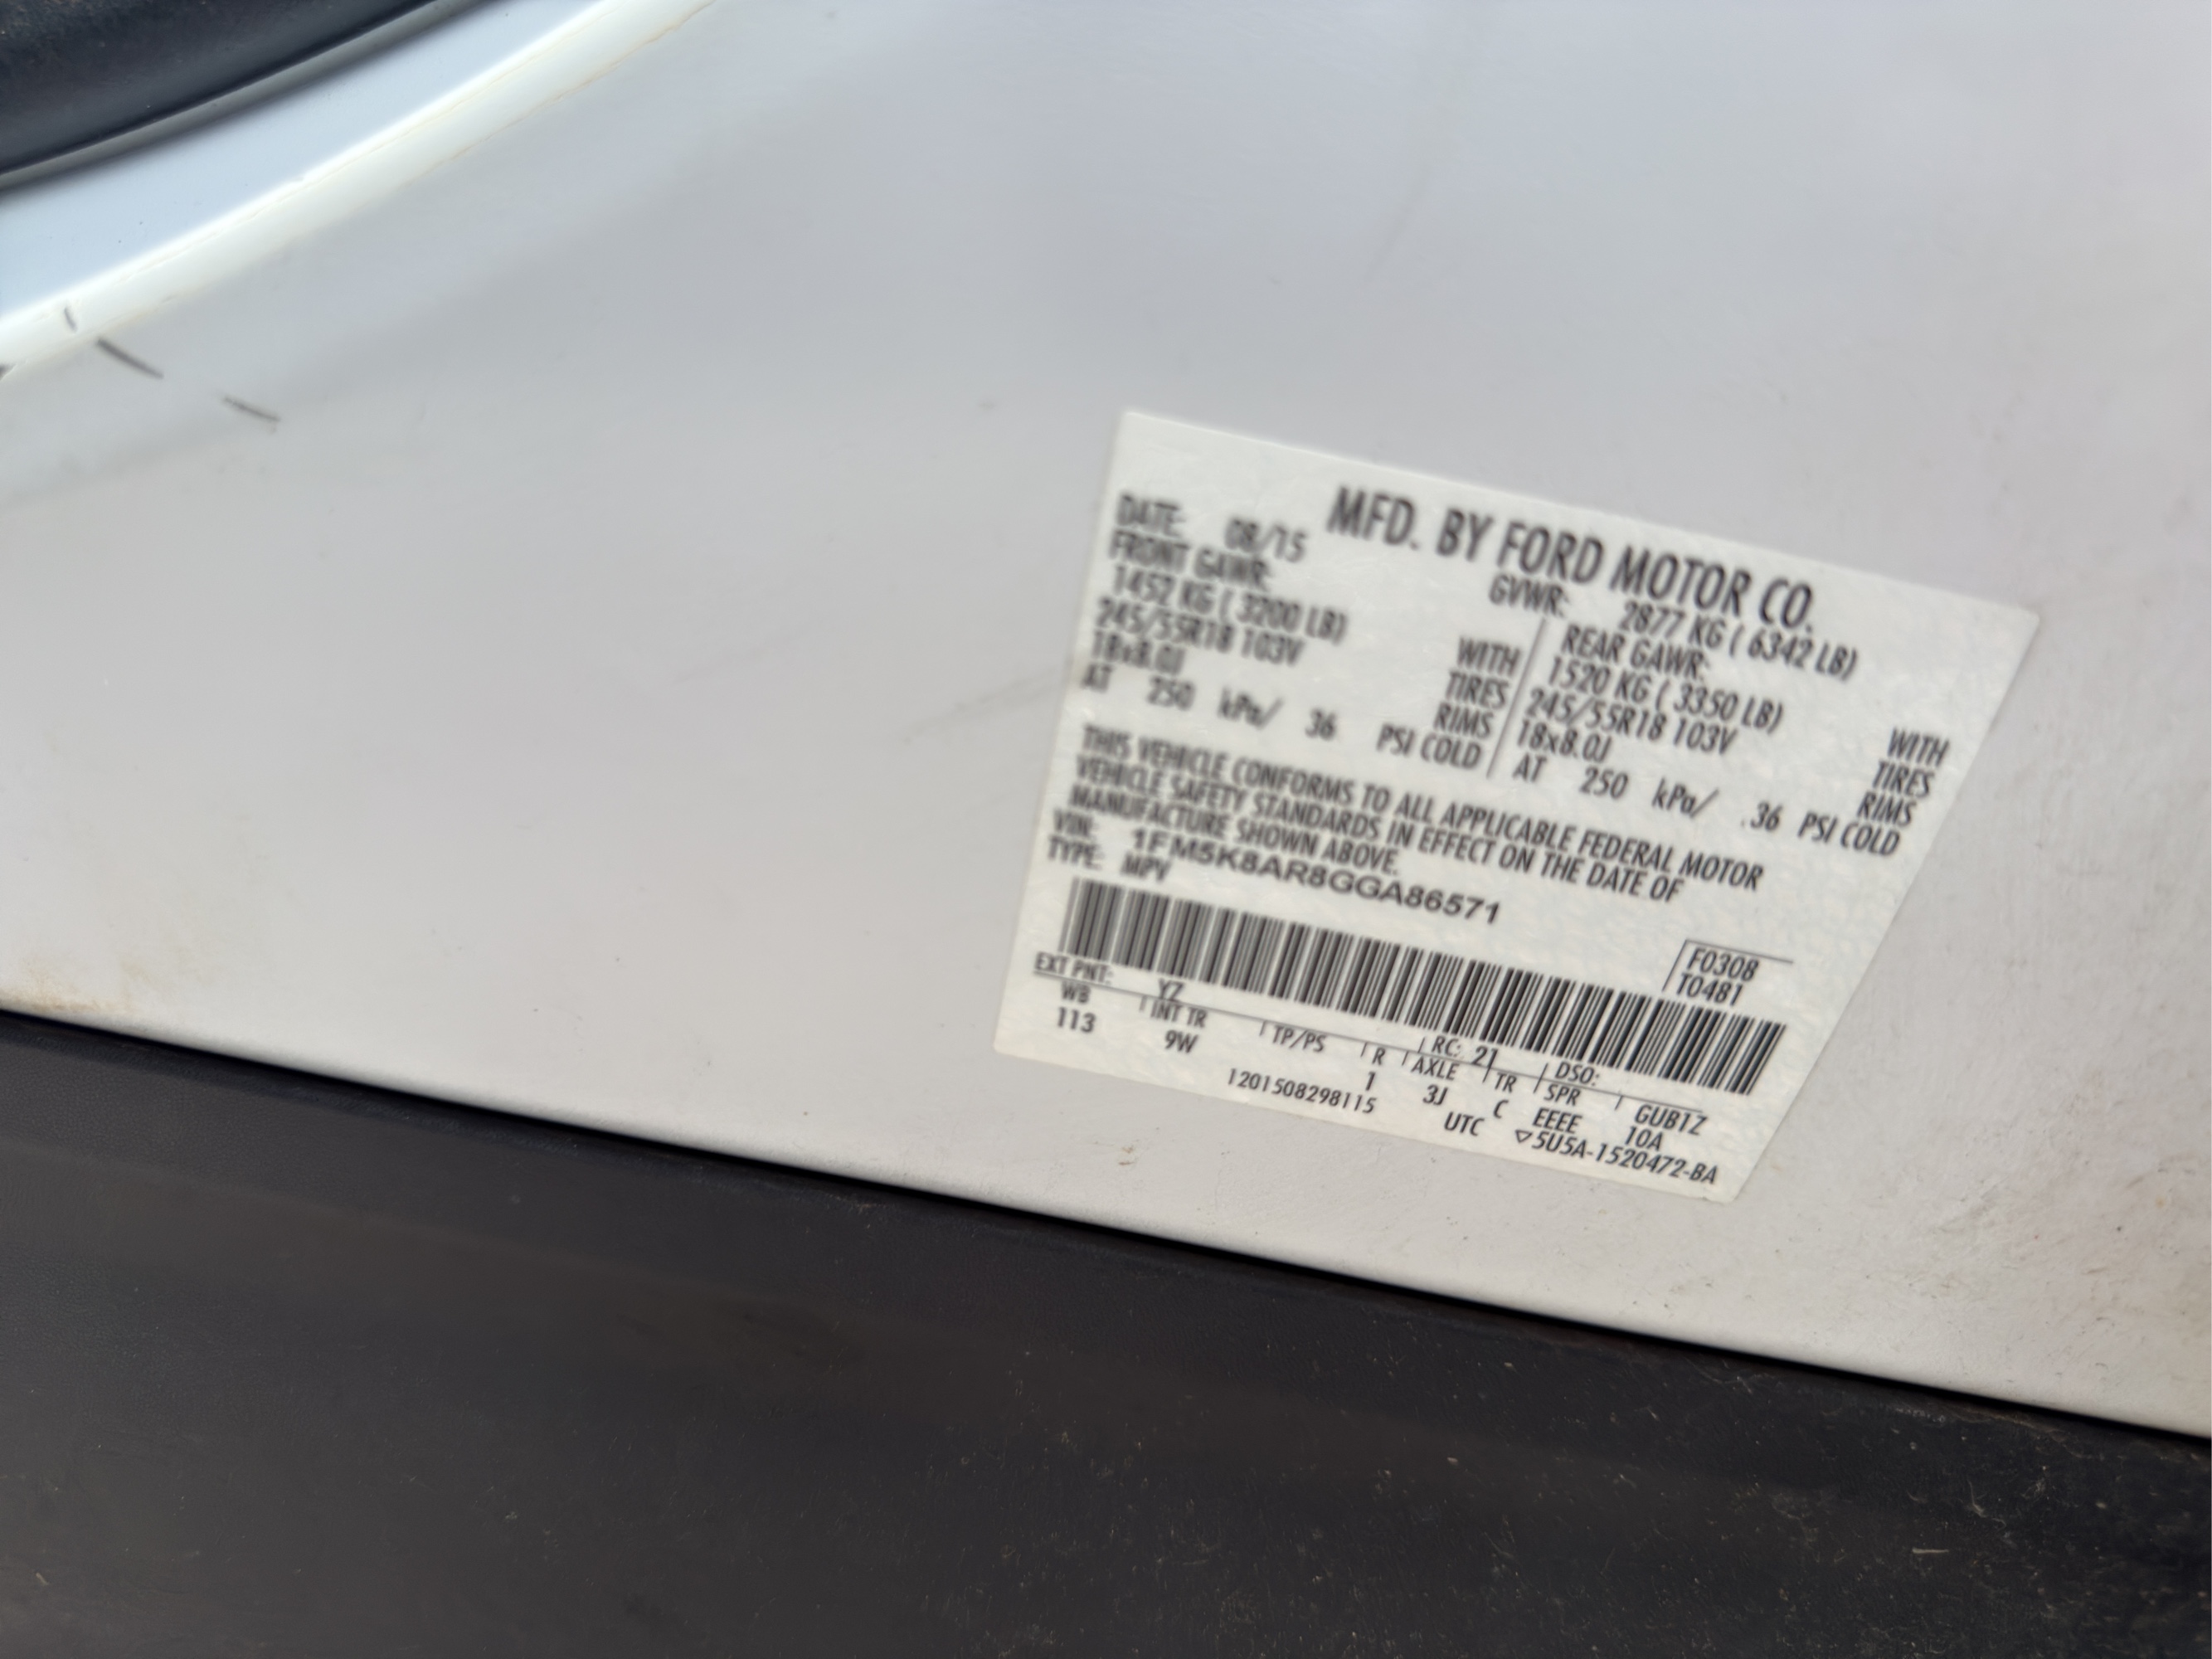 MFD. BY FORD MOTOR CO.
DATE: 08/15 GVWR: 2877 KG ( 6342 LB)
FRONT GAWR: REAR GAWR:
1452 KG ( 3200 LB) WITH 1520 KG ( 3350 LB) WITH
245/55R18 103V TIRES 245/55R18 103V TIRES
18x8.0J RIMS 18x8.0J RIMS
AT 250 kPa/ 36 PSI COLD AT 250 kPa/ 36 PSI COLD
THIS VEHICLE CONFORMS TO ALL APPLICABLE FEDERAL MOTOR
VEHICLE SAFETY STANDARDS IN EFFECT ON THE DATE OF
MANUFACTURE SHOWN ABOVE.
VIN: 1FM5K8AR8GGA86571
TYPE: MPV
F0308
T0481
EXT PNT: YZ RC: 21 DSO:
WB INT TR TP/PS R AXLE TR SPR GUB1Z
113 9W 1 3J C EEEE 10A
1201508298115 UTC ▽5U5A-1520472-BA